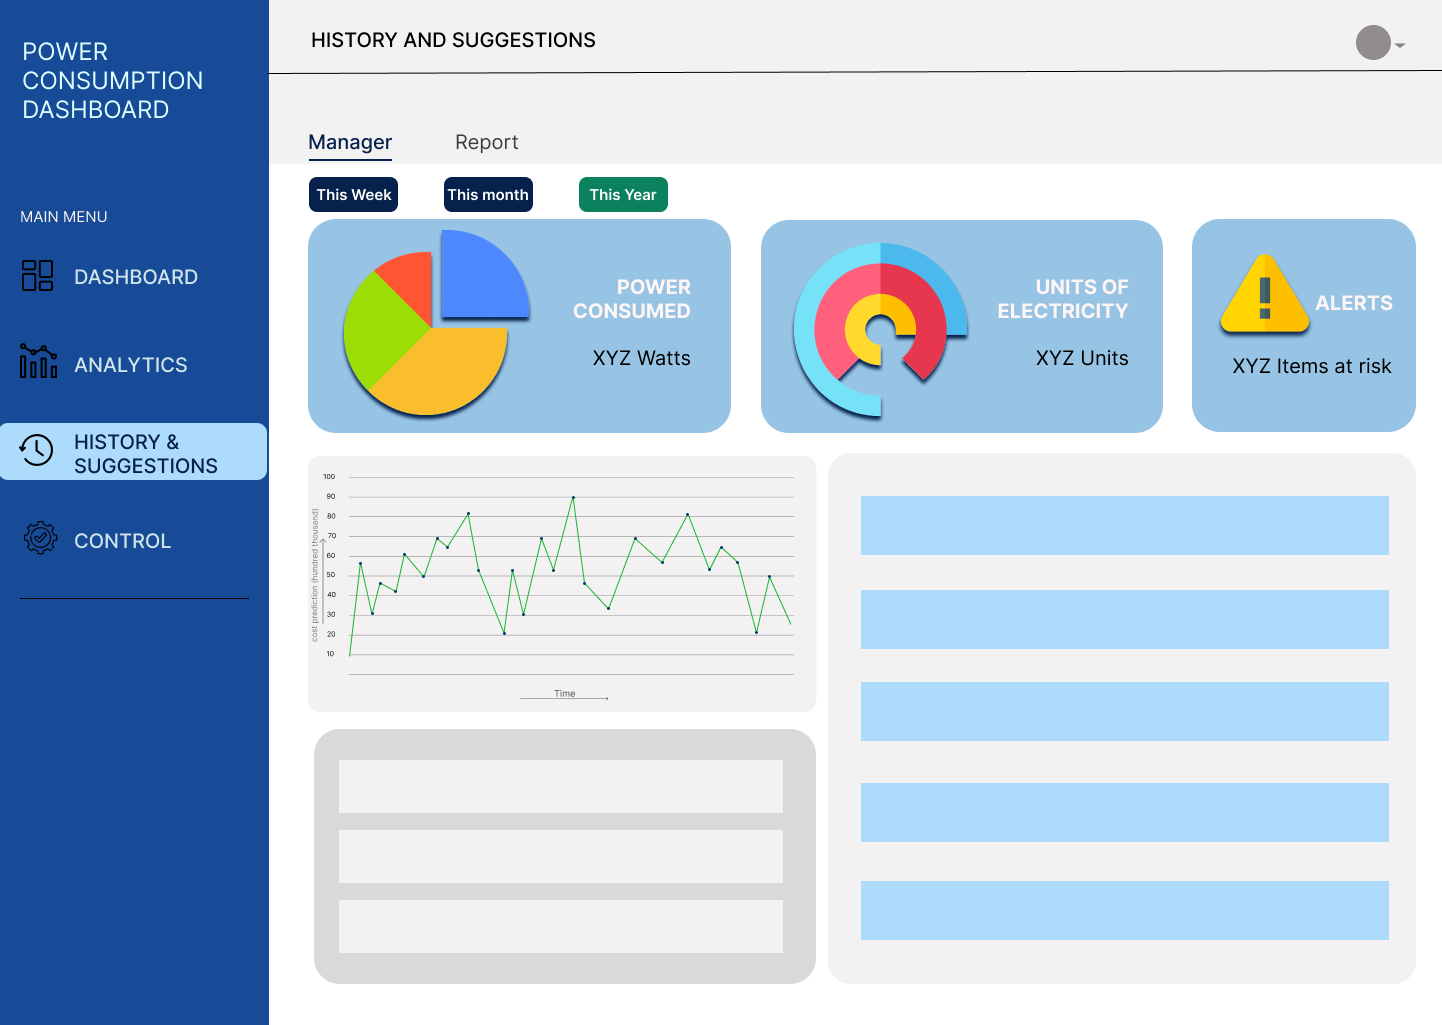 POWER
CONSUMPTION
DASHBOARD
MAIN MENU
DASHBOARD
ANALYTICS
HISTORY &
SUGGESTIONS
CONTROL
HISTORY AND SUGGESTIONS
Manager
Report
This Week
This month
This Year
POWER
CONSUMED
XYZ Watts
UNITS OF
ELECTRICITY
XYZ Units
ALERTS
XYZ Items at risk
100
90
80
70
60
50
40
30
20
10
cost prediction (hundred thousand)
Time